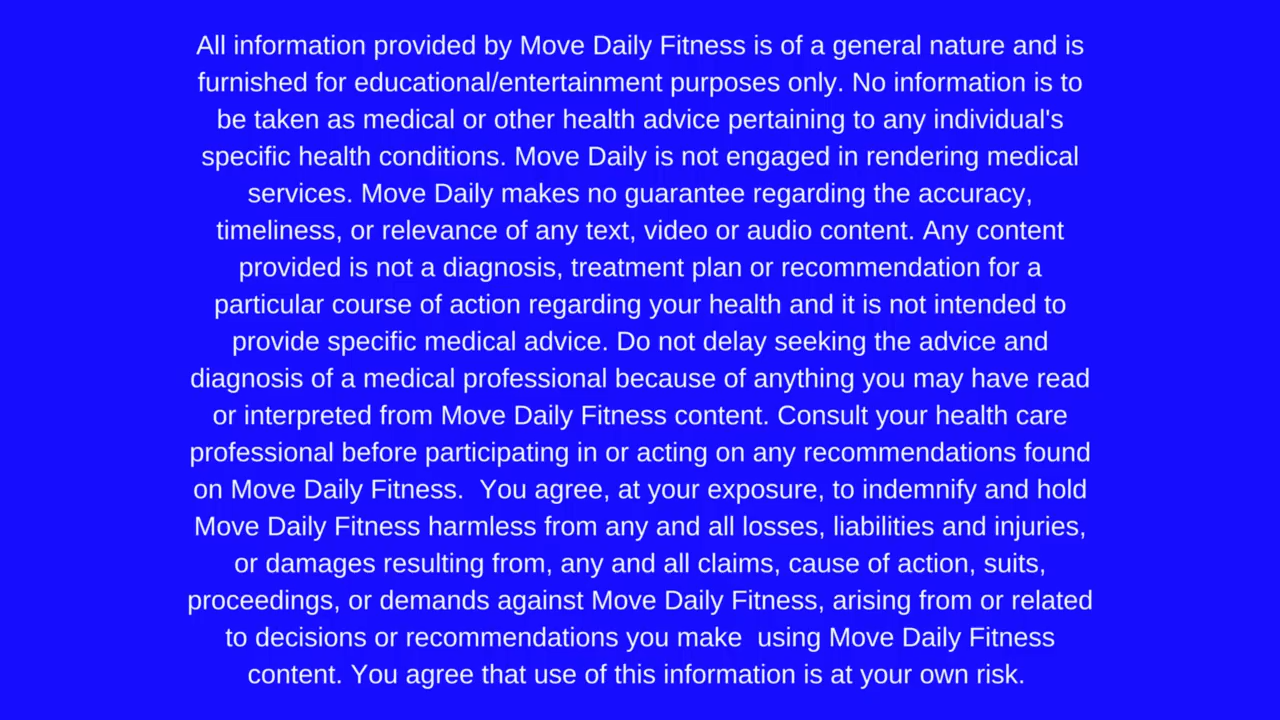 All information provided by Move Daily Fitness is of a general nature and is
furnished for educational/entertainment purposes only. No information is to
be taken as medical or other health advice pertaining to any individual's
specific health conditions. Move Daily is not engaged in rendering medical
services. Move Daily makes no guarantee regarding the accuracy,
timeliness, or relevance of any text, video or audio content. Any content
provided is not a diagnosis, treatment plan or recommendation for a
particular course of action regarding your health and it is not intended to
provide specific medical advice. Do not delay seeking the advice and
diagnosis of a medical professional because of anything you may have read
or interpreted from Move Daily Fitness content. Consult your health care
professional before participating in or acting on any recommendations found
on Move Daily Fitness.  You agree, at your exposure, to indemnify and hold
Move Daily Fitness harmless from any and all losses, liabilities and injuries,
or damages resulting from, any and all claims, cause of action, suits,
proceedings, or demands against Move Daily Fitness, arising from or related
to decisions or recommendations you make  using Move Daily Fitness
content. You agree that use of this information is at your own risk.